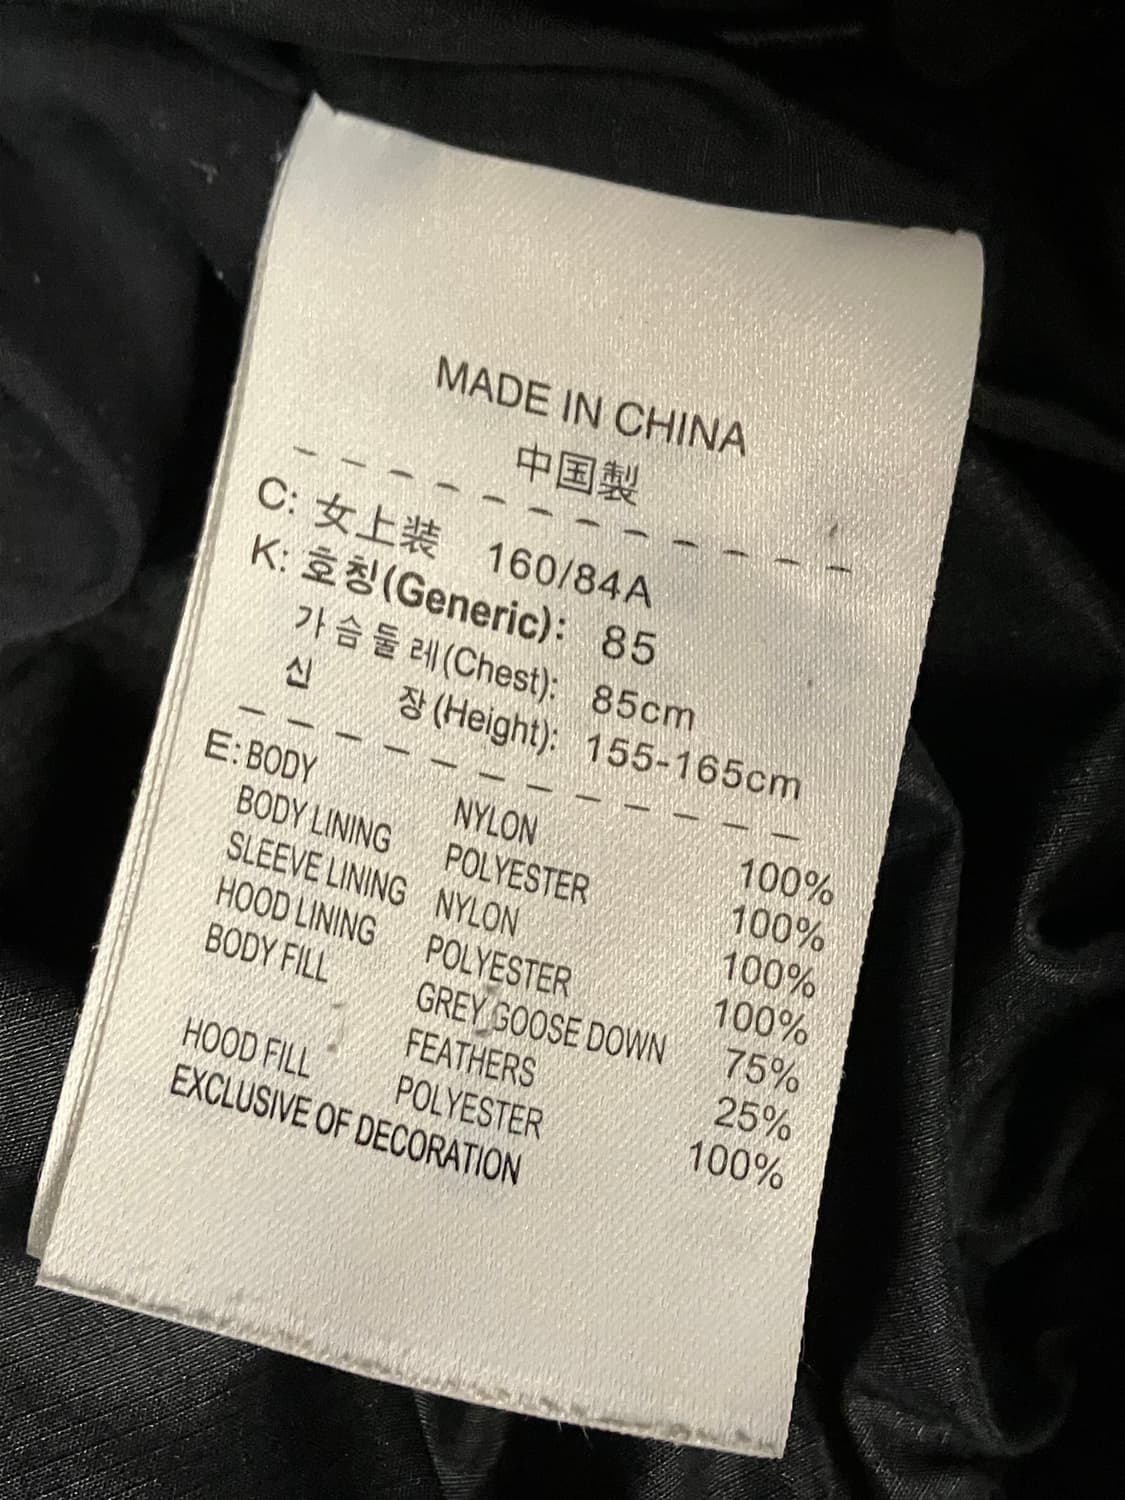 MADE IN CHINA
中国製
C: 女上装 160/84A
K: 호칭(Generic): 85
가슴둘레(Chest): 85cm
신 장(Height): 155-165cm
E: BODY NYLON 100%
BODY LINING POLYESTER 100%
SLEEVE LINING NYLON 100%
HOOD LINING POLYESTER 100%
BODY FILL GREY GOOSE DOWN 75%
FEATHERS 25%
HOOD FILL POLYESTER 100%
EXCLUSIVE OF DECORATION